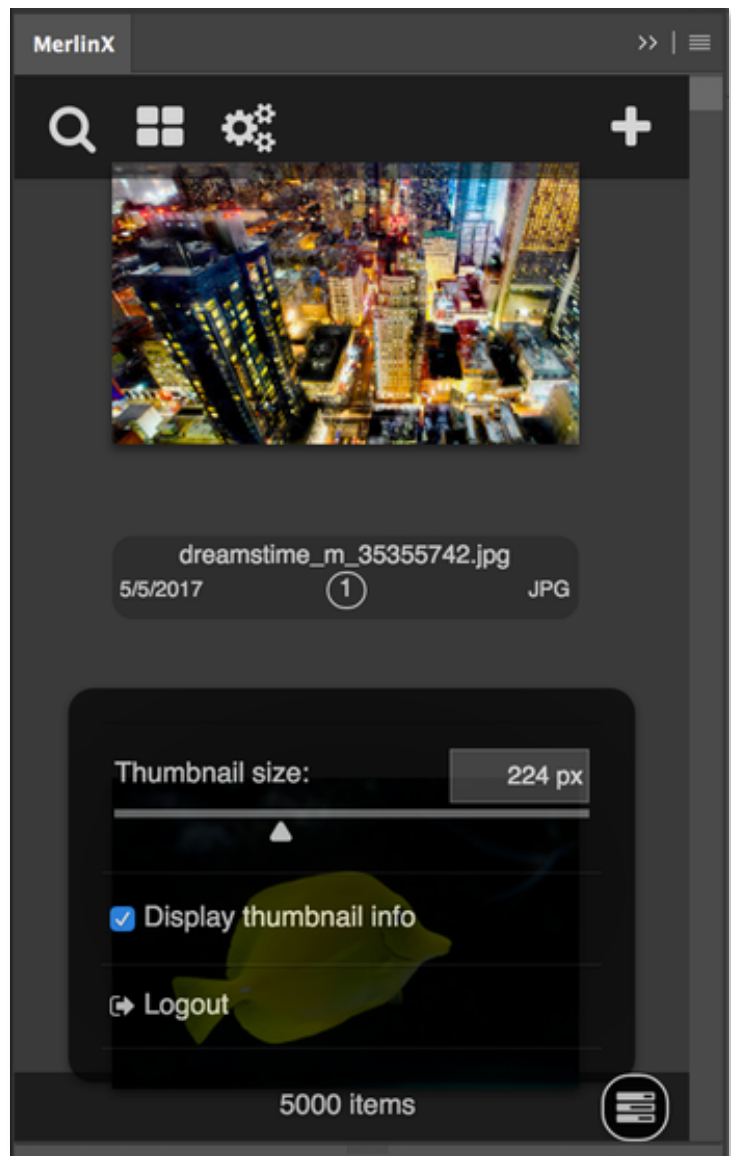 MerlinX
dreamstime_m_35355742.jpg
5/5/2017 1 JPG
Thumbnail size: 224 px
Display thumbnail info
Logout
5000 items